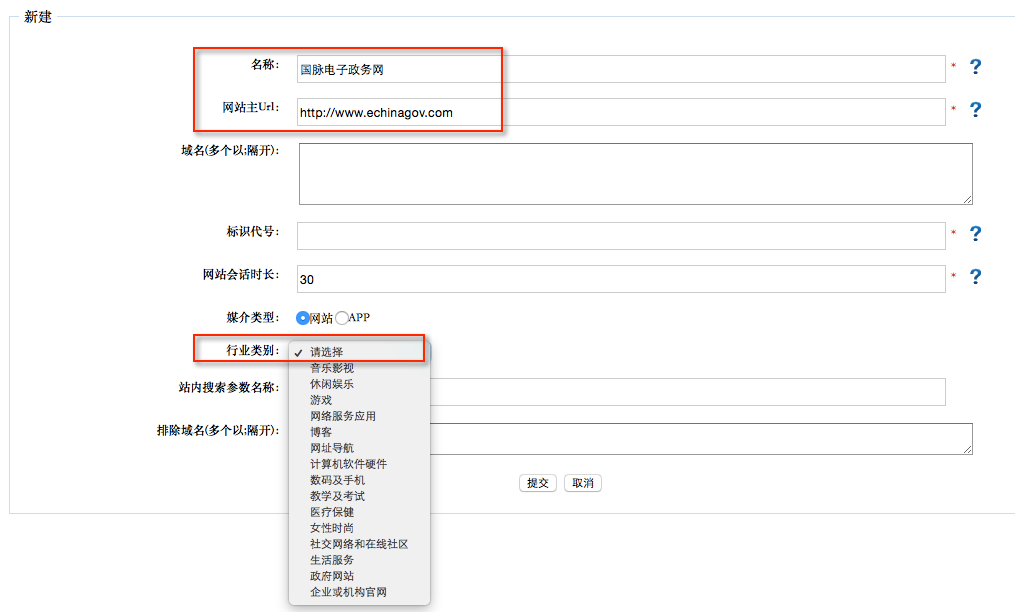 新建
名称: 国脉电子政务网 * ?
网站主Url: http://www.echinagov.com * ?
域名(多个以;隔开):
标识代号: * ?
网站会话时长: 30 * ?
媒介类型: 网站 APP
行业类别: ✓ 请选择
音乐影视
休闲娱乐
站内搜索参数名称:
游戏
网络服务应用
排除域名(多个以;隔开):
博客
网址导航
计算机软件硬件
数码及手机
提交 取消
教学及考试
医疗保健
女性时尚
社交网络和在线社区
生活服务
政府网站
企业或机构官网